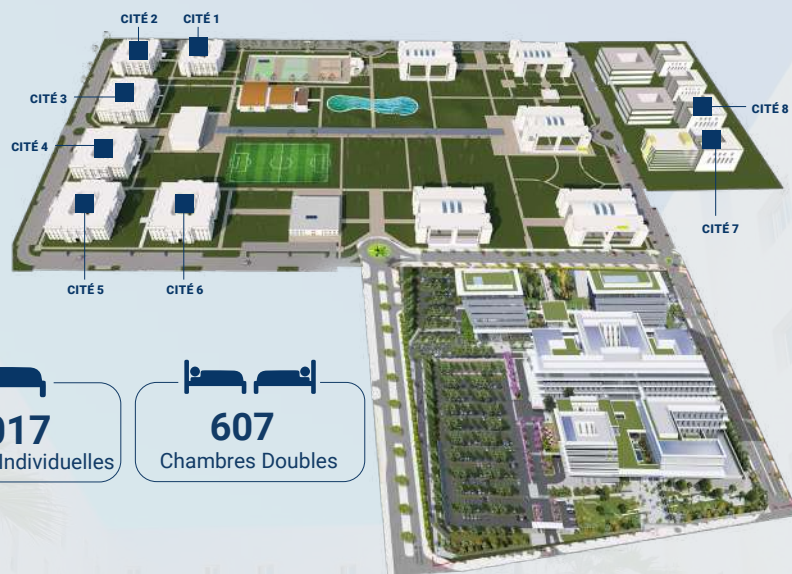 CITÉ 2
CITÉ 1
CITÉ 3
CITÉ 8
CITÉ 4
CITÉ 7
CITÉ 5
CITÉ 6
017
607
Individuelles
Chambres Doubles